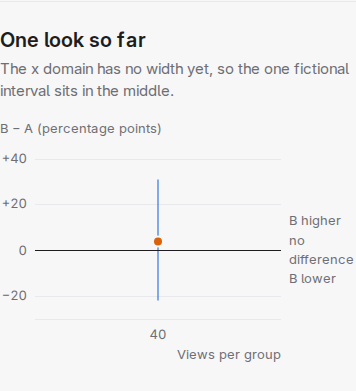 One look so far
The x domain has no width yet, so the one fictional
interval sits in the middle.
B − A (percentage points)
+40
+20
B higher
no
0
difference
B lower
−20
40
Views per group